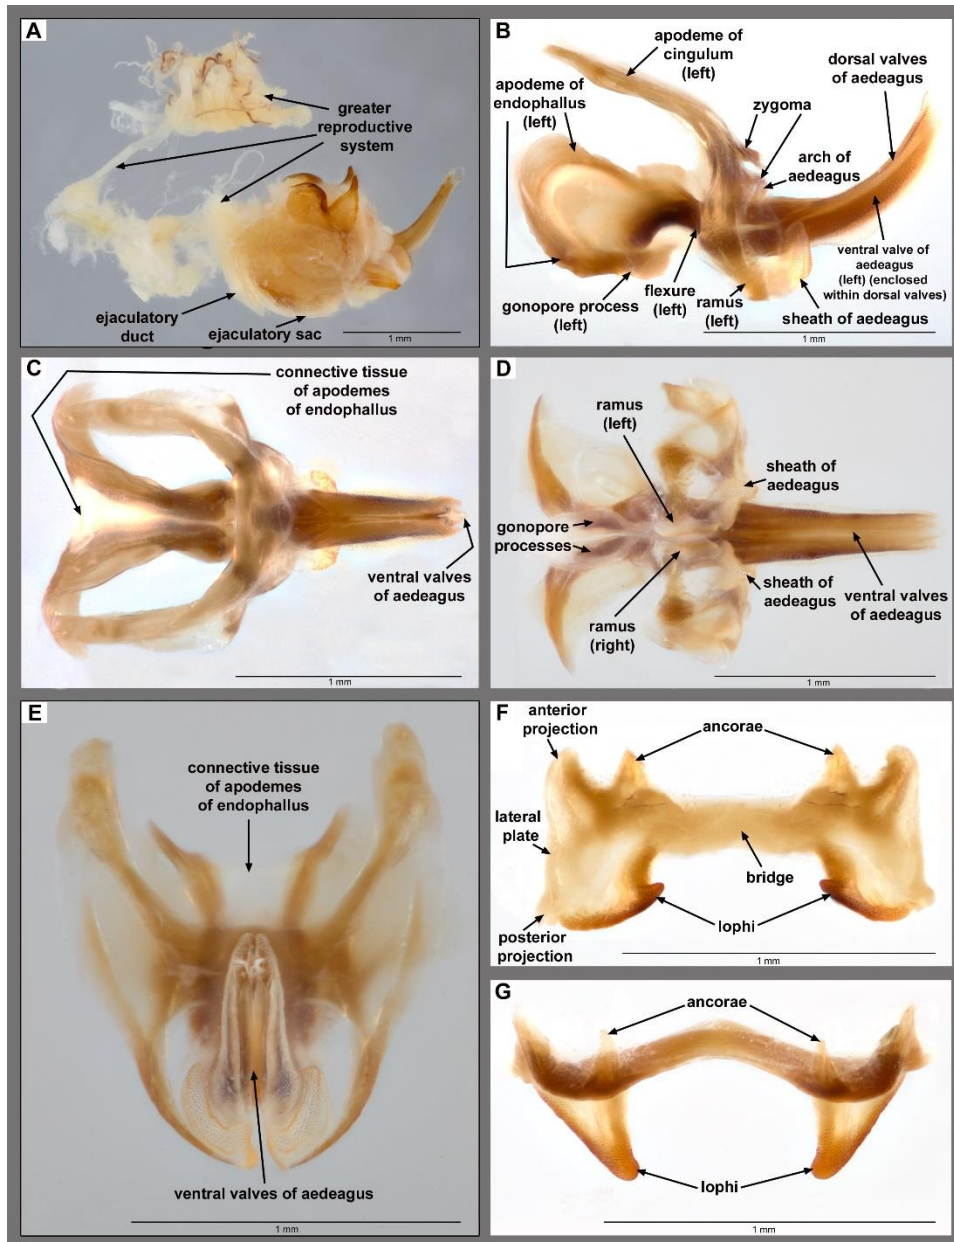 A
greater
reproductive
system
ejaculatory
duct
ejaculatory sac
1 mm
B
apodeme of
cingulum
(left)
dorsal valves
of aedeagus
apodeme of
endophallus
(left)
zygoma
arch of
aedeagus
ventral valve of
aedeagus
(left) (enclosed
within dorsal valves)
gonopore process
(left)
flexure
(left)
ramus
(left)
sheath of aedeagus
1 mm
C
connective tissue
of apodemes
of endophallus
ventral valves
of aedeagus
1 mm
D
ramus
(left)
sheath of
aedeagus
gonopore
processes
sheath of
aedeagus
ventral valves
of aedeagus
ramus
(right)
1 mm
E
connective tissue
of apodemes
of endophallus
ventral valves of aedeagus
1 mm
F
anterior
projection
ancorae
lateral
plate
bridge
lophi
posterior
projection
1 mm
G
ancorae
lophi
1 mm